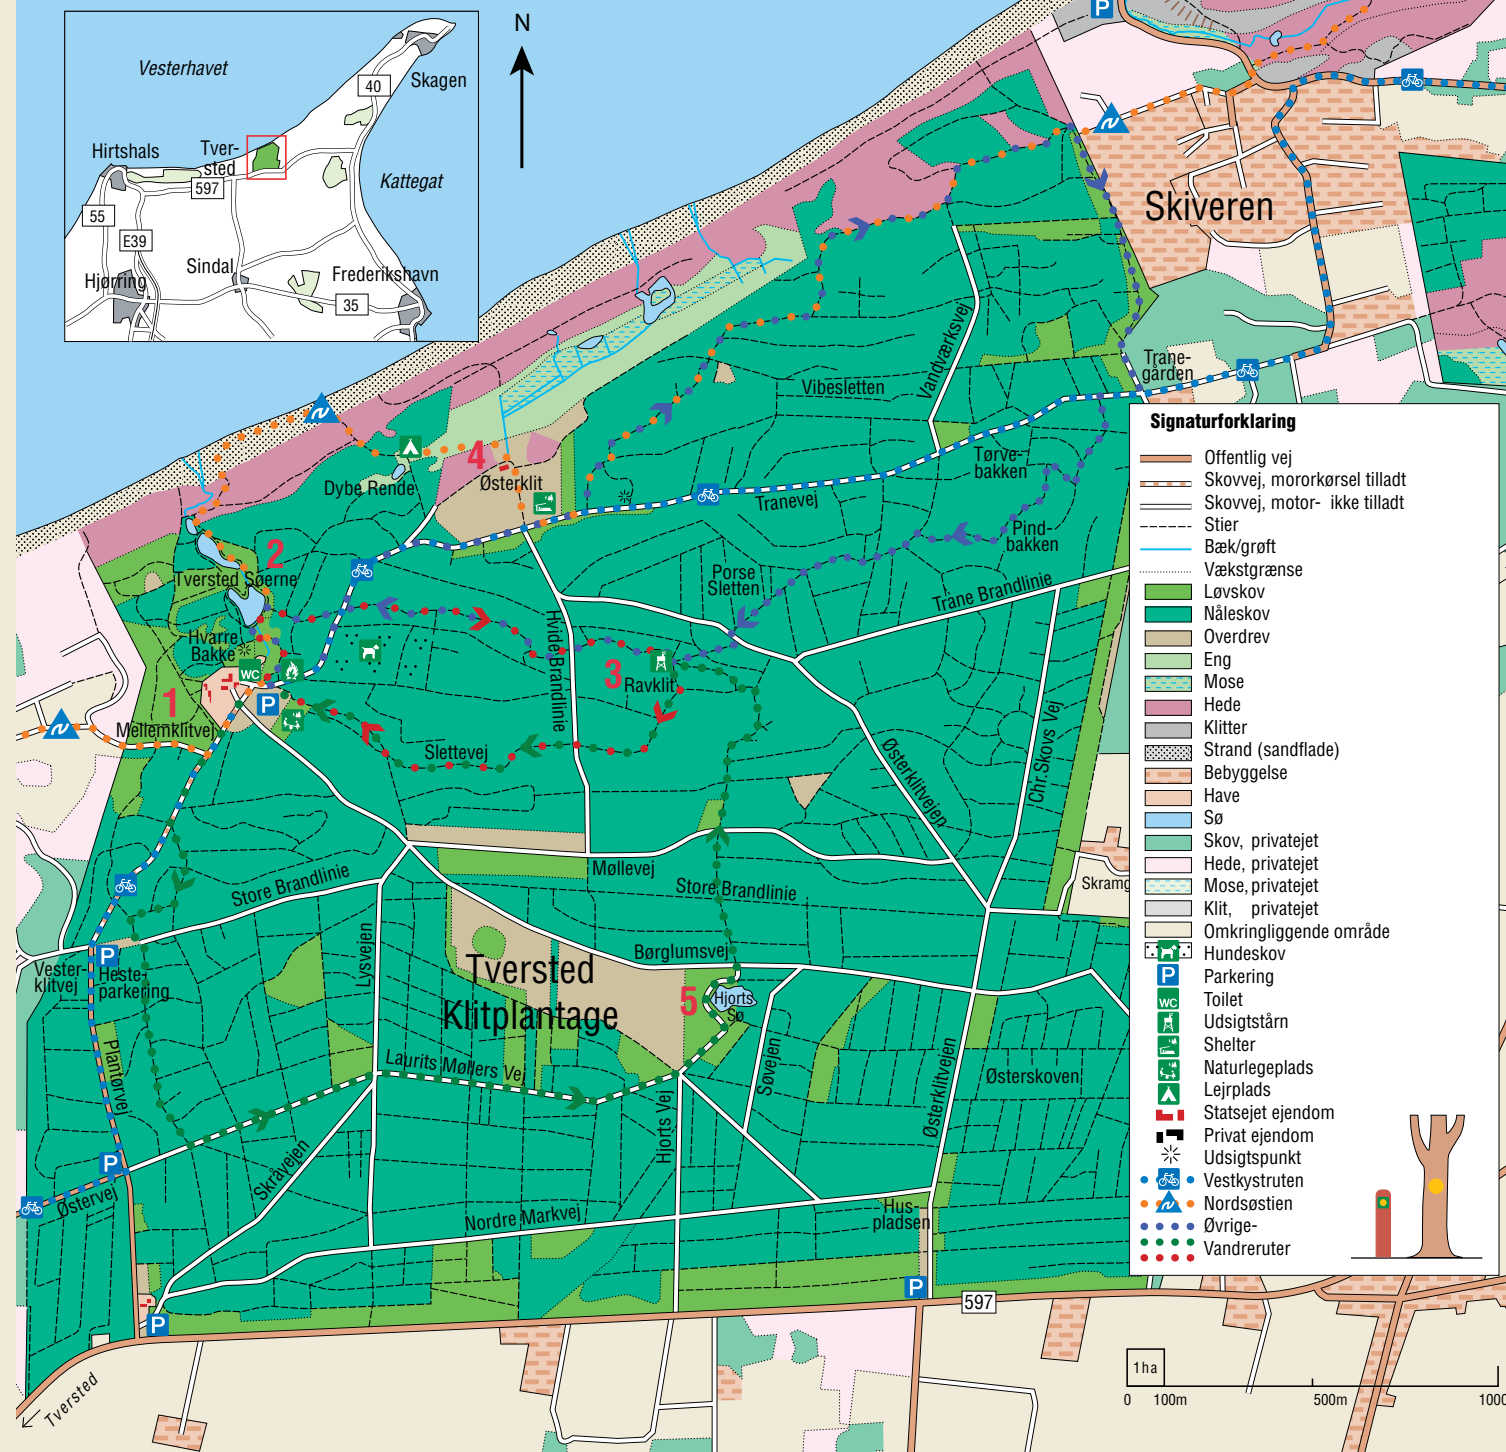 Vesterhavet
40
Skagen
Hirtshals
Tver-
sted
597
Kattegat
55
E39
Sindal
Hjørring
Frederikshavn
35
N
P
Skiveren
Trane-
gården
Vandværksvej
Vibesletten
4
Østerklit
Dybe Rende
Tørve-
bakken
Tranevej
Pind-
bakken
2
Tversted Søerne
Porse
Sletten
Trane Brandlinie
Hvarre
Bakke
WC
Hvide Brandlinie
3
Ravklit
1
P
Mellemklitvej
Slettevej
Østerklitvejen
Chr. Skovs Vej
Møllevej
Store Brandlinie
Store Brandlinie
Skramg
Lysvejen
Børglumsvej
P
Vester-
klitvej
Heste-
parkering
Tversted
Klitplantage
5
Hjorts
Sø
Plantørvej
Laurits Møllers Vej
Søvejen
Østerklitvejen
Østerskoven
Hjorts Vej
P
Østervej
Skråvejen
Nordre Markvej
Hus-
pladsen
P
597
P
Tversted
Signaturforklaring
Offentlig vej
Skovvej, mororkørsel tilladt
Skovvej, motor- ikke tilladt
Stier
Bæk/grøft
Vækstgrænse
Løvskov
Nåleskov
Overdrev
Eng
Mose
Hede
Klitter
Strand (sandflade)
Bebyggelse
Have
Sø
Skov, privatejet
Hede, privatejet
Mose, privatejet
Klit, privatejet
Omkringliggende område
Hundeskov
P Parkering
WC Toilet
Udsigtstårn
Shelter
Naturlegeplads
Lejrplads
Statsejet ejendom
Privat ejendom
Udsigtspunkt
Vestkystruten
Nordsøstien
Øvrige-
Vandreruter
1ha
0 100m 500m 1000